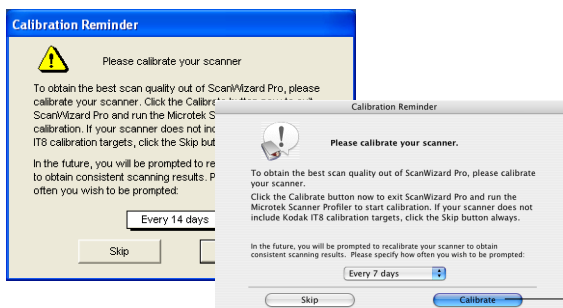 Calibration Reminder
Please calibrate your scanner
To obtain the best scan quality out of ScanWizard Pro, please
calibrate your scanner. Click the
ScanWizard Pro and run the Microtek
calibration. If your scanner does not
IT8 calibration targets, click the Skip
In the future, you will be prompted to
to obtain consistent scanning results.
often you wish to be prompted:
Every 14 days
Skip
Calibration Reminder
Please calibrate your scanner.
To obtain the best scan quality out of ScanWizard Pro, please calibrate
your scanner.
Click the Calibrate button now to exit ScanWizard Pro and run the
Microtek Scanner Profiler to start calibration. If your scanner does not
include Kodak IT8 calibration targets, click the Skip button always.
In the future, you will be prompted to recalibrate your scanner to obtain
consistent scanning results. Please specify how often you wish to be prompted:
Every 7 days
Skip
Calibrate